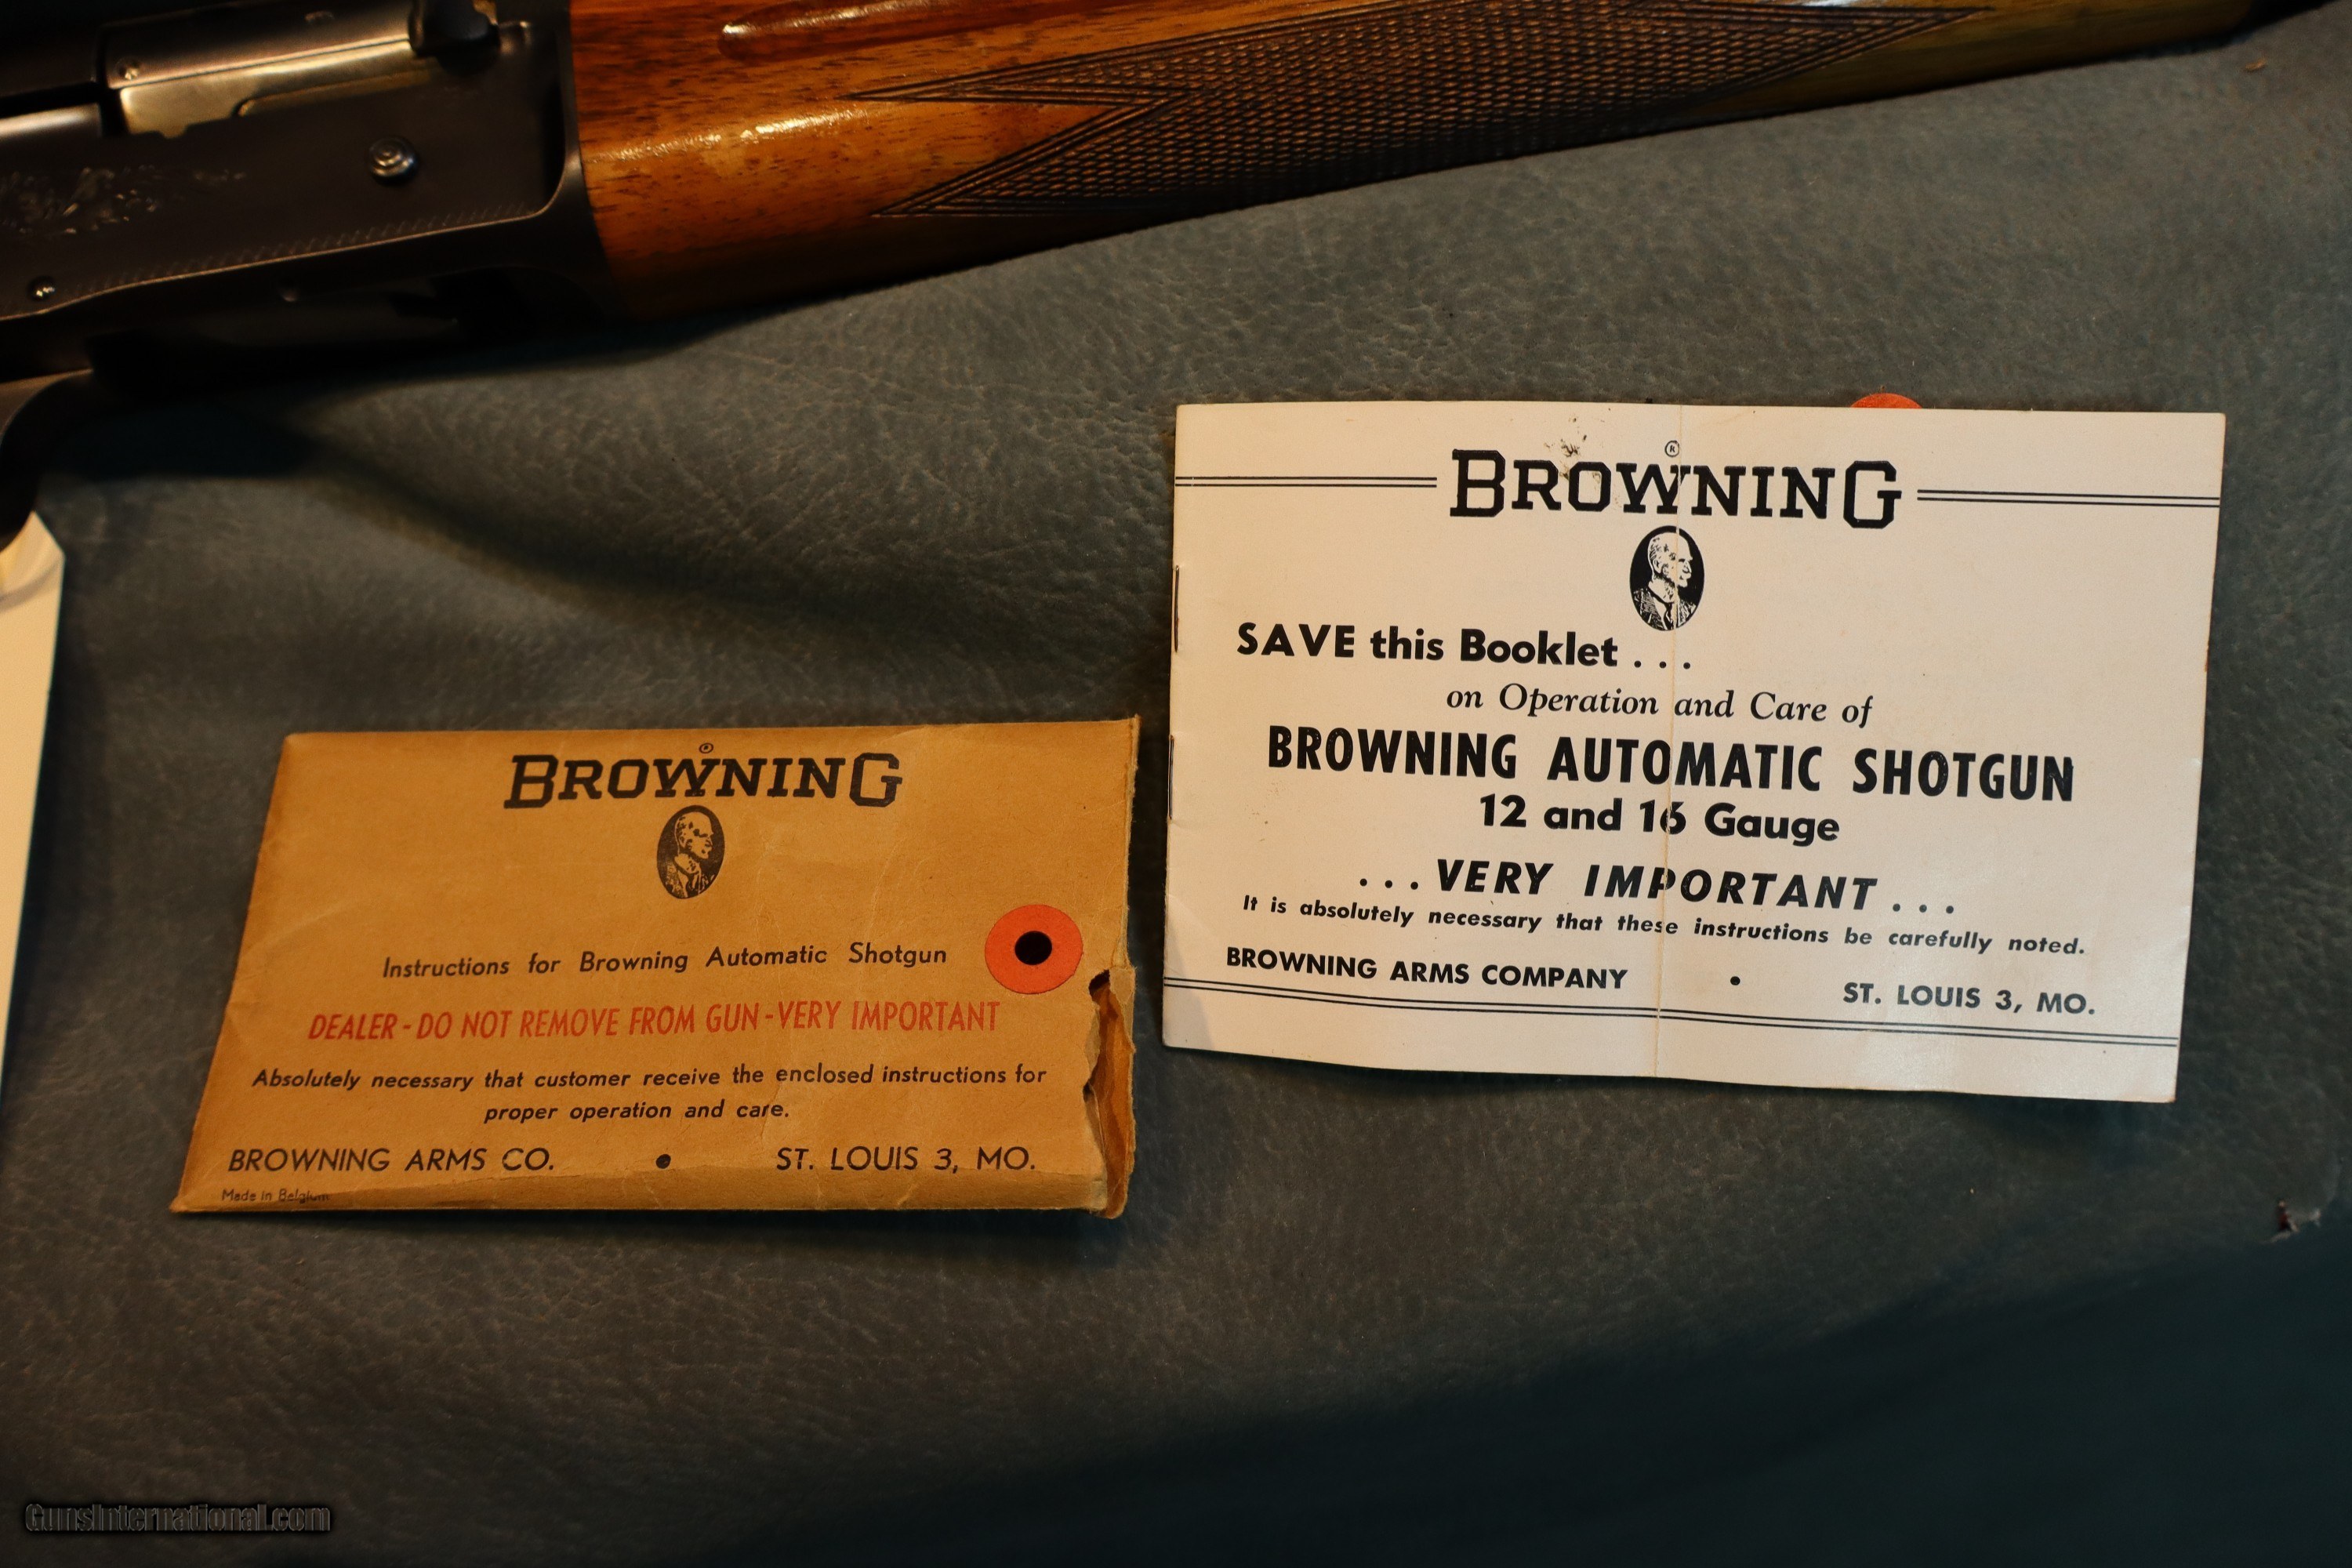 BROWNING
®
Instructions for Browning Automatic Shotgun
DEALER - DO NOT REMOVE FROM GUN - VERY IMPORTANT
Absolutely necessary that customer receive the enclosed instructions for
proper operation and care.
BROWNING ARMS CO. • ST. LOUIS 3, MO.
Made in Belgium
BROWNING
®
SAVE this Booklet . . .
on Operation and Care of
BROWNING AUTOMATIC SHOTGUN
12 and 16 Gauge
. . . VERY IMPORTANT . . .
It is absolutely necessary that these instructions be carefully noted.
BROWNING ARMS COMPANY • ST. LOUIS 3, MO.
GunsInternational.com